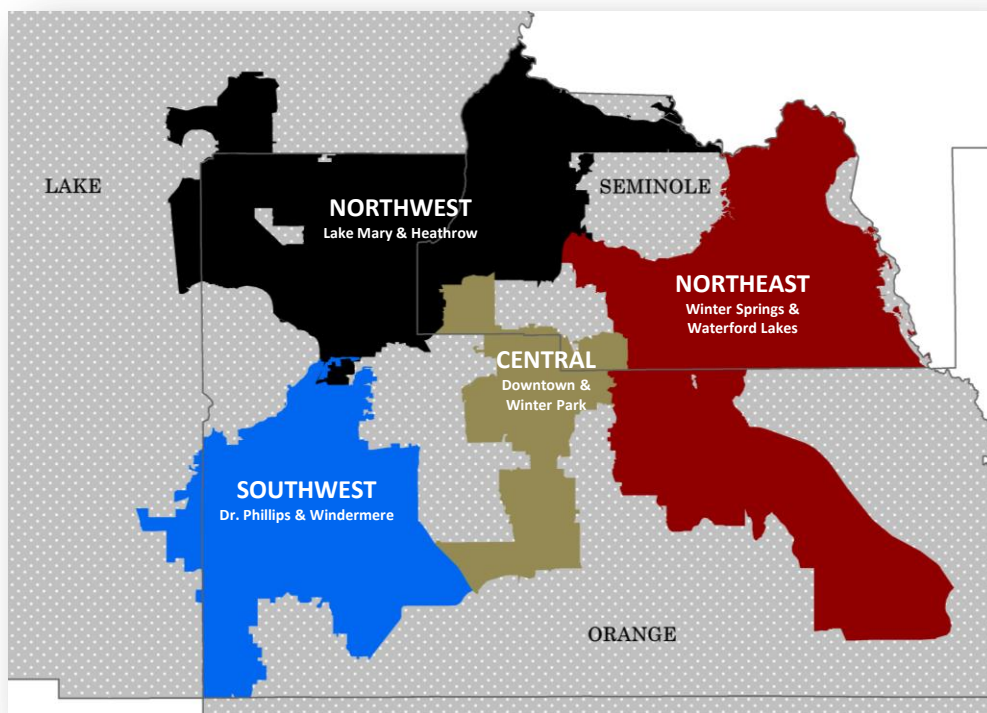 LAKE
SEMINOLE
NORTHWEST
Lake Mary & Heathrow
NORTHEAST
Winter Springs &
Waterford Lakes
CENTRAL
Downtown &
Winter Park
SOUTHWEST
Dr. Phillips & Windermere
ORANGE